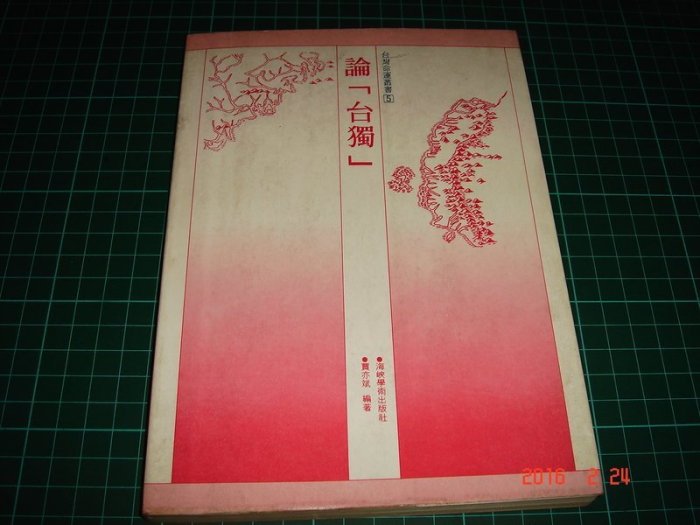 台灣命運叢書5
論「台獨」
●海峽學術出版社
●賈亦斌 編著
2016 2 24